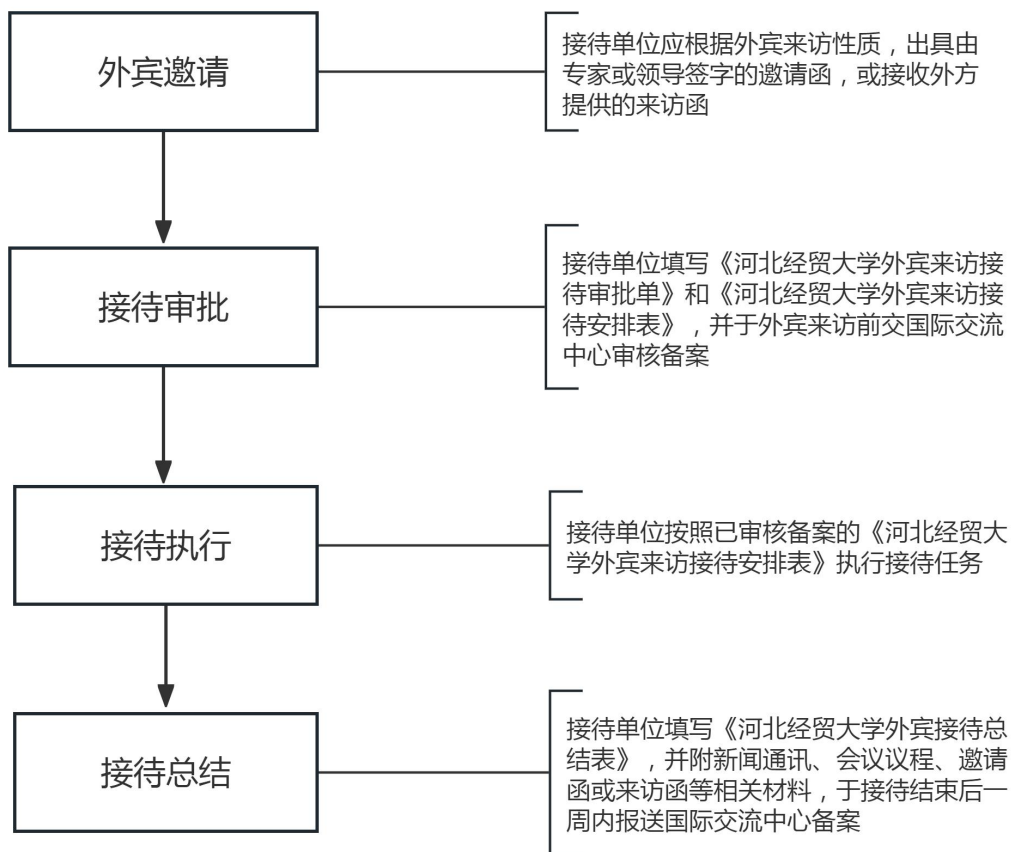 外宾邀请
接待单位应根据外宾来访性质，出具由
专家或领导签字的邀请函，或接收外方
提供的来访函
接待审批
接待单位填写《河北经贸大学外宾来访接
待审批单》和《河北经贸大学外宾来访接
待安排表》，并于外宾来访前交国际交流
中心审核备案
接待执行
接待单位按照已审核备案的《河北经贸大
学外宾来访接待安排表》执行接待任务
接待总结
接待单位填写《河北经贸大学外宾接待总
结表》，并附新闻通讯、会议议程、邀请
函或来访函等相关材料，于接待结束后一
周内报送国际交流中心备案